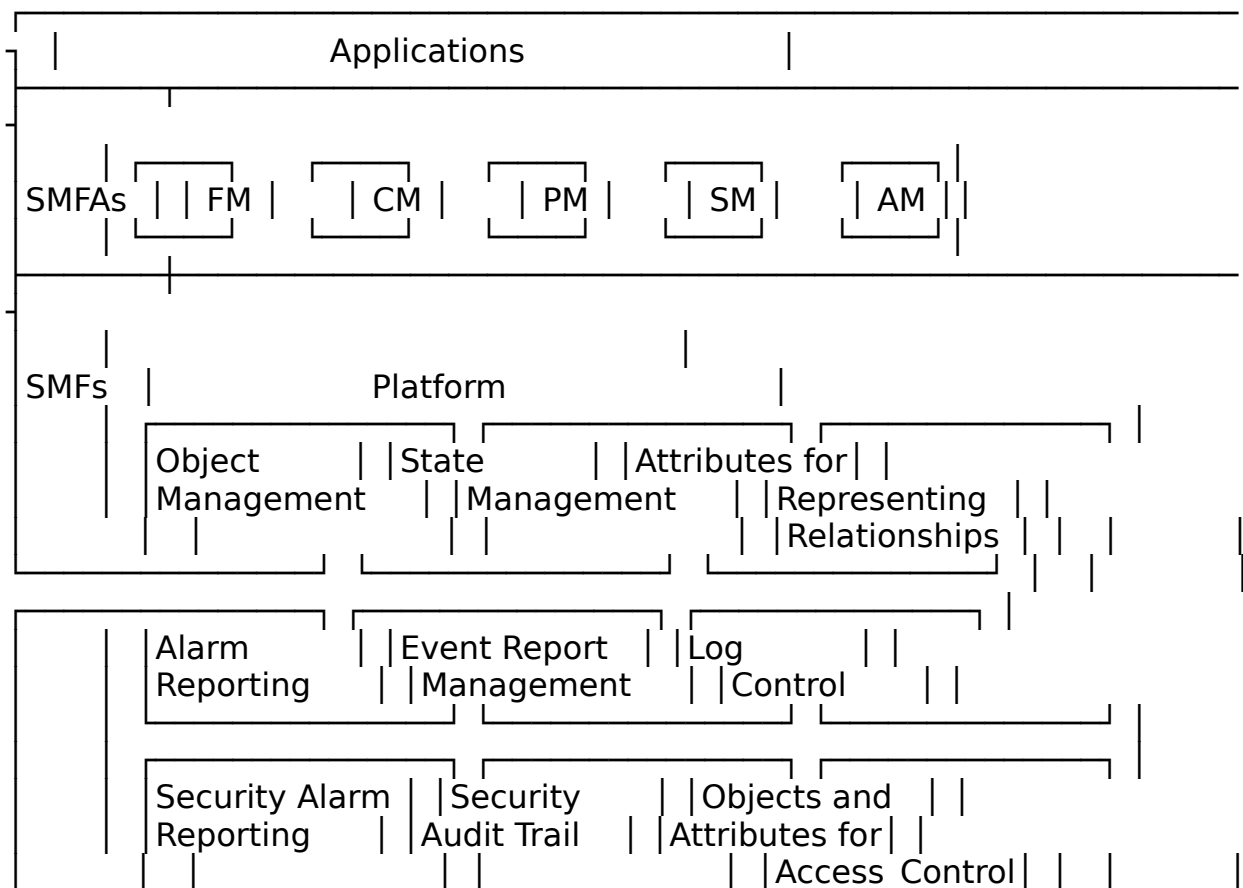 Applications
SMFAs FM CM PM SM AM
SMFs Platform
Object State Attributes for
Management Management Representing
Relationships
Alarm Event Report Log
Reporting Management Control
Security Alarm Security Objects and
Reporting Audit Trail Attributes for
Access Control